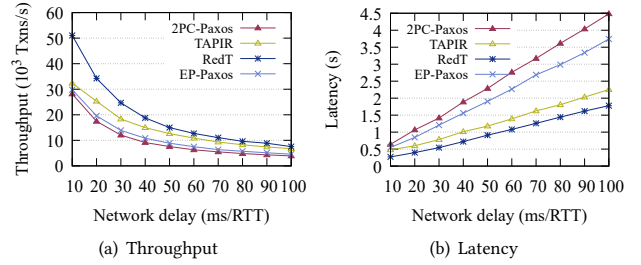 Throughput (10³ Txns/s)
60
50
40
30
20
10
0
2PC-Paxos
TAPIR
RedT
EP-Paxos
10 20 30 40 50 60 70 80 90 100
Network delay (ms/RTT)
(a) Throughput
Latency (s)
4.5
4
3.5
3
2.5
2
1.5
1
0.5
2PC-Paxos
TAPIR
RedT
EP-Paxos
10 20 30 40 50 60 70 80 90 100
Network delay (ms/RTT)
(b) Latency